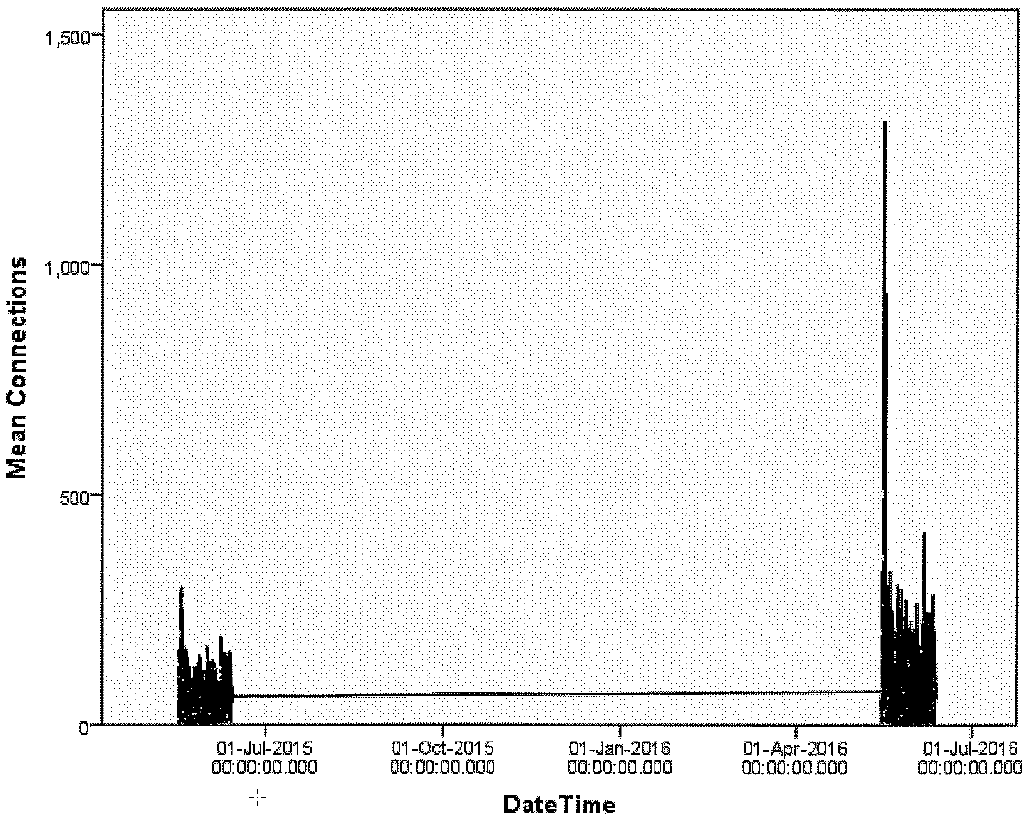 1,500
1,000
500
0
Mean Connections
01-Jul-2015
00:00:00.000
01-Oct-2015
00:00:00.000
01-Jan-2016
00:00:00.000
01-Apr-2016
00:00:00.000
01-Jul-2016
00:00:00.000
DateTime